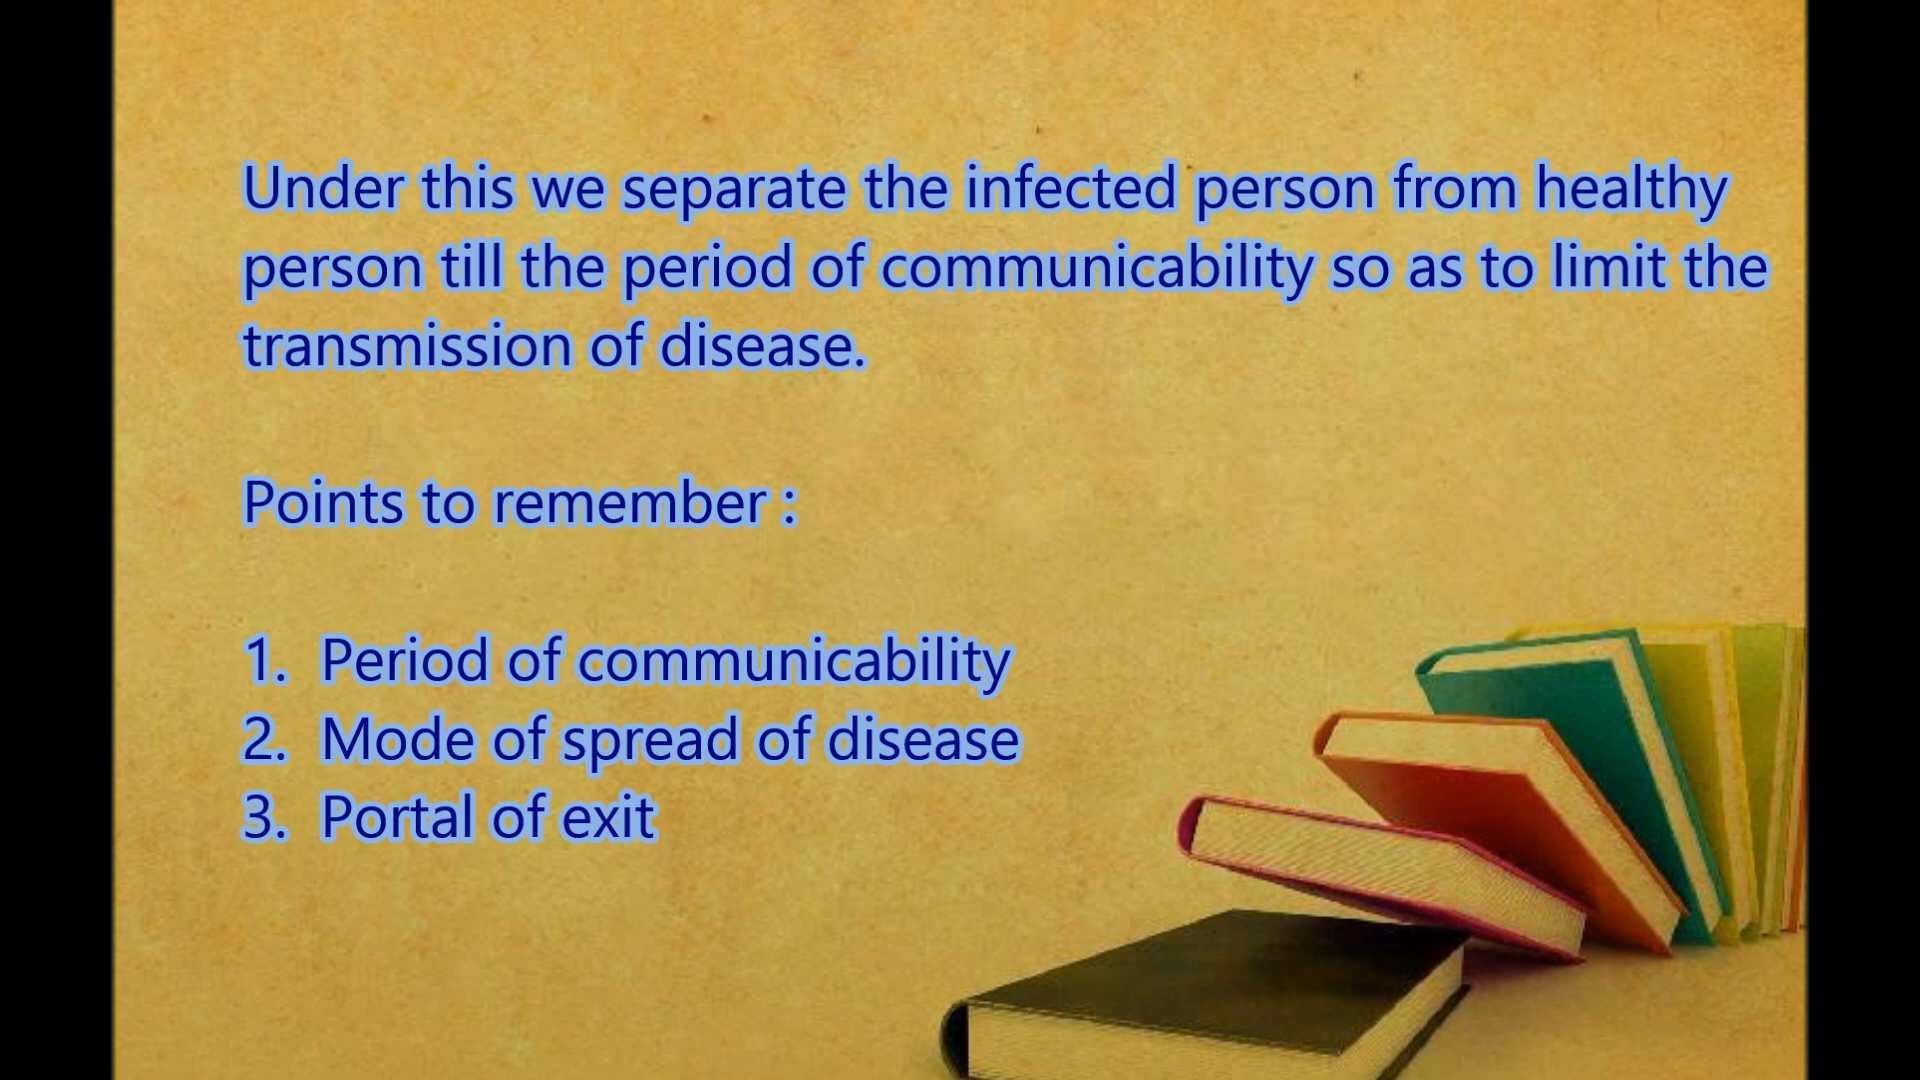 Under this we separate the infected person from healthy
person till the period of communicability so as to limit the
transmission of disease.
Points to remember :
1. Period of communicability
2. Mode of spread of disease
3. Portal of exit